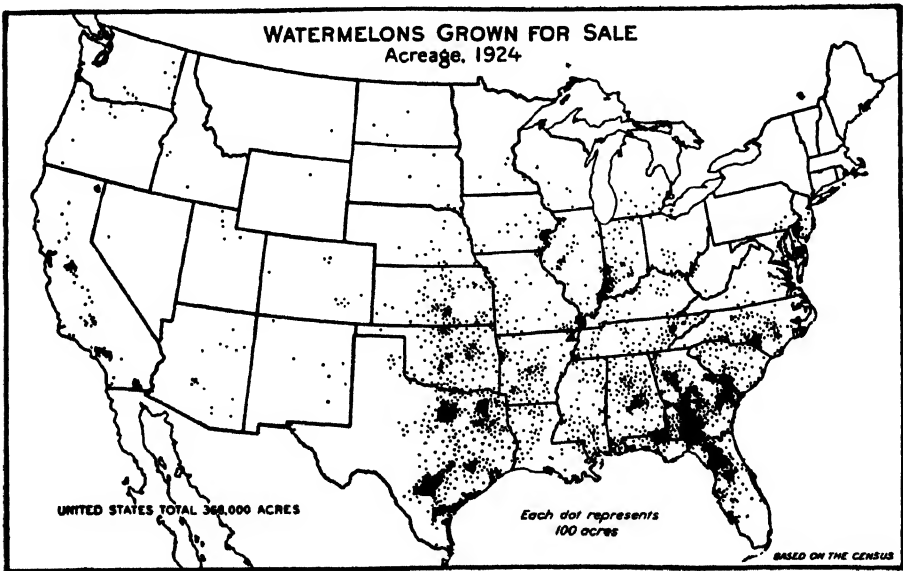 WATERMELONS GROWN FOR SALE
Acreage, 1924
UNITED STATES TOTAL ACRES
Each dot represents
100 acres
BASED ON THE CENSUS